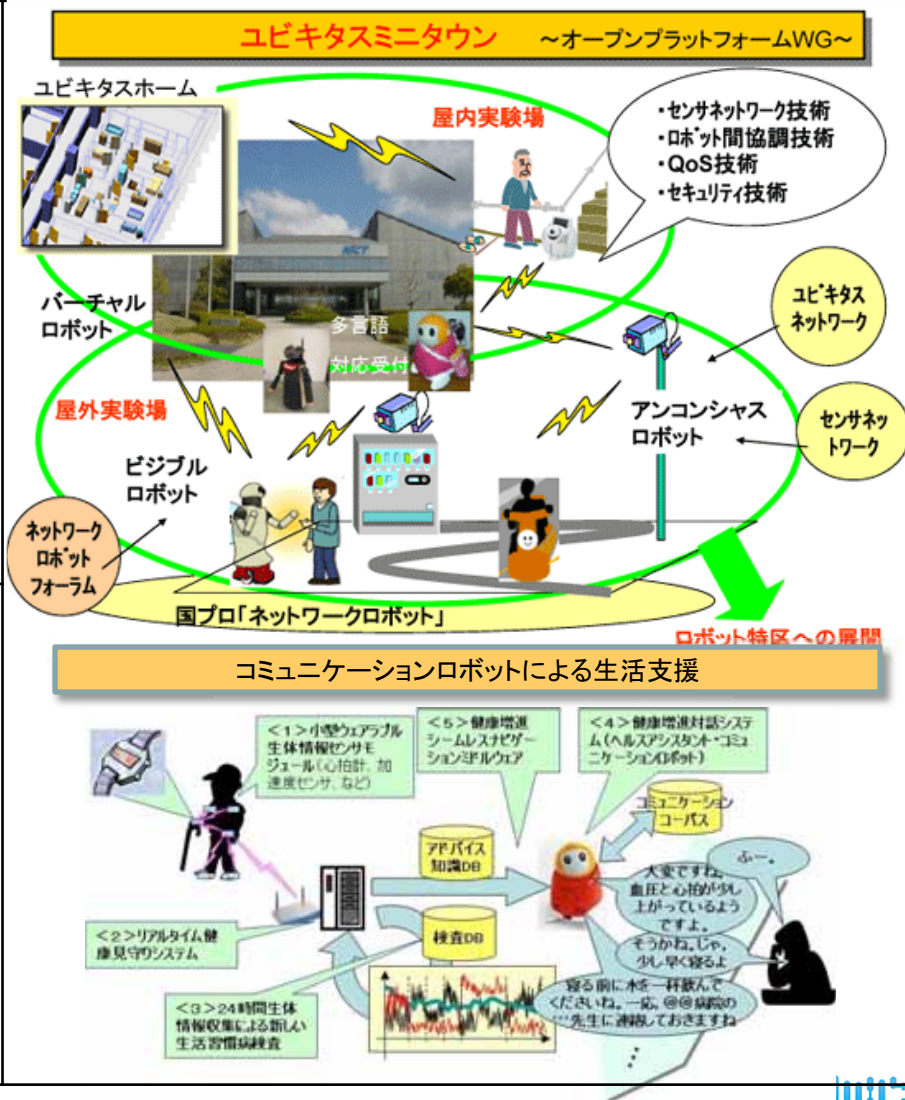 ユビキタスミニタウン ～オープンプラットフォームWG～
ユビキタスホーム
屋内実験場
・センサネットワーク技術
・ロボット間協調技術
・QoS技術
・セキュリティ技術
バーチャル
ロボット
多言語
対応受付
ユビキタス
ネットワーク
屋外実験場
アンコンシャス
ロボット
センサネッ
トワーク
ビジブル
ロボット
ネットワーク
ロボット
フォーラム
国プロ「ネットワークロボット」
ロボット特区への展開
コミュニケーションロボットによる生活支援
<1>小型ウェアラブル
生体情報センサモ
ジュール(心拍計、加
速度センサ、など)
<5>健康増進
シームレスナビゲー
ションミドルウェア
<4>健康増進対話システ
ム(ヘルスアシスタント・コミュ
ニケーションロボット)
コミュニケーション
コーパス
アドバイス
知識DB
ふー。
大変ですね。
血圧と心拍が少し
上がっているよう
ですよ。
<2>リアルタイム健
康見守りシステム
検査DB
そうかね。じゃ、
少し早く寝るよ
<3>24時間生体
情報収集による新しい
生活習慣病検査
寝る前に水を一杯飲んで
くださいね。一応、@@病院の
…先生に連絡しておきますね
…